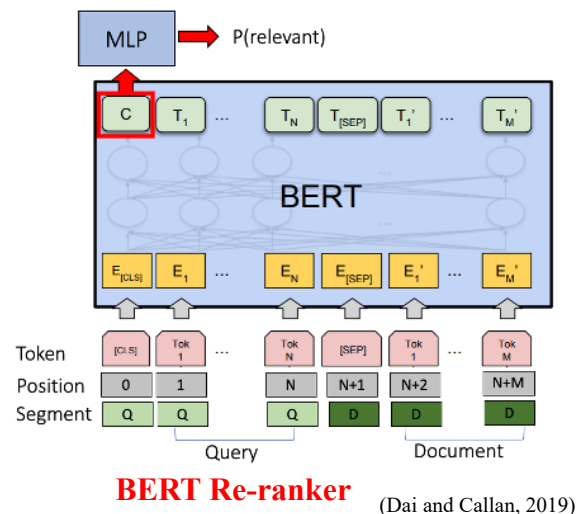 MLP P(relevant)
C T1 ... TN T[SEP] T1' ... TM'
...
BERT
...
E[CLS] E1 ... EN E[SEP] E1' ... EM'
Token [CLS] Tok 1 ... Tok N [SEP] Tok 1 ... Tok M
Position 0 1 N N+1 N+2 N+M
Segment Q Q Q D D D
Query Document
BERT Re-ranker (Dai and Callan, 2019)